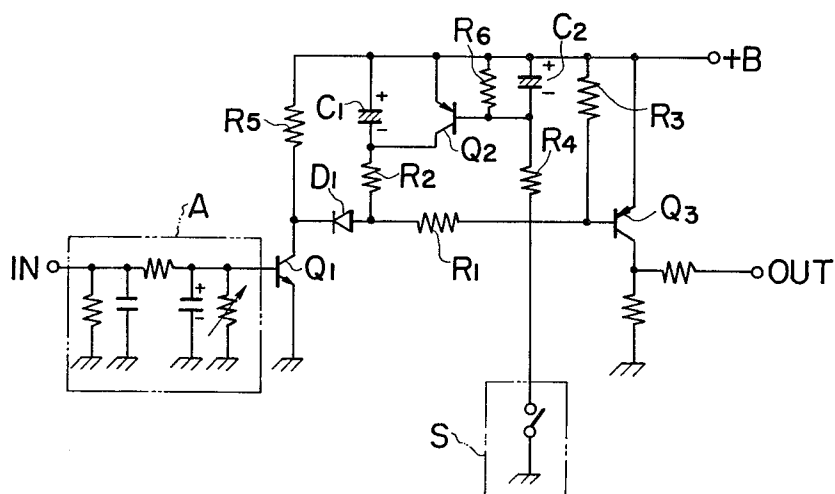 R6
C2
+B
C1
+
-
+
-
R5
Q2
R4
R3
D1
R2
A
Q3
IN
Q1
R1
OUT
+
-
S